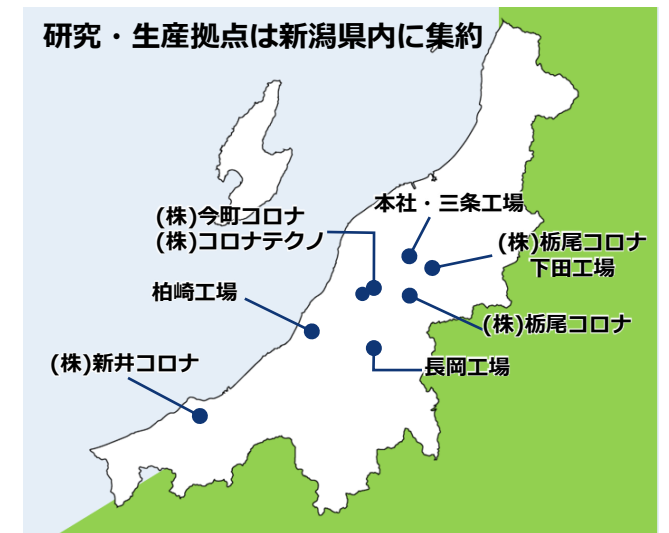 研究・生産拠点は新潟県内に集約
本社・三条工場
(株)今町コロナ
(株)コロナテクノ
(株)栃尾コロナ
下田工場
柏崎工場
(株)栃尾コロナ
(株)新井コロナ
長岡工場